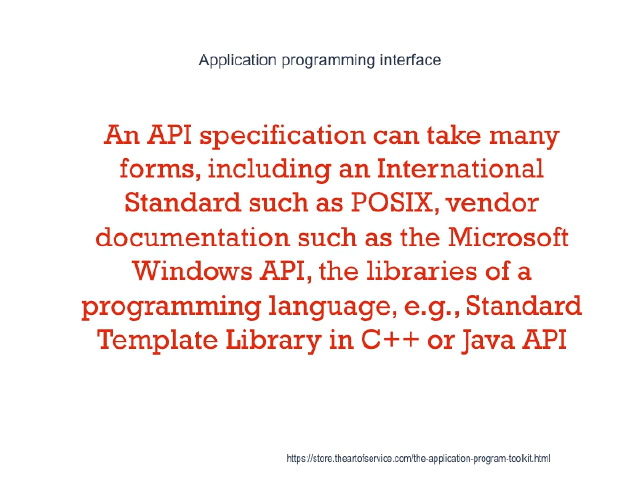 Application programming interface
An API specification can take many
forms, including an International
Standard such as POSIX, vendor
documentation such as the Microsoft
Windows API, the libraries of a
programming language, e.g., Standard
Template Library in C++ or Java API
https://store.theartofservice.com/the-application-program-toolkit.html